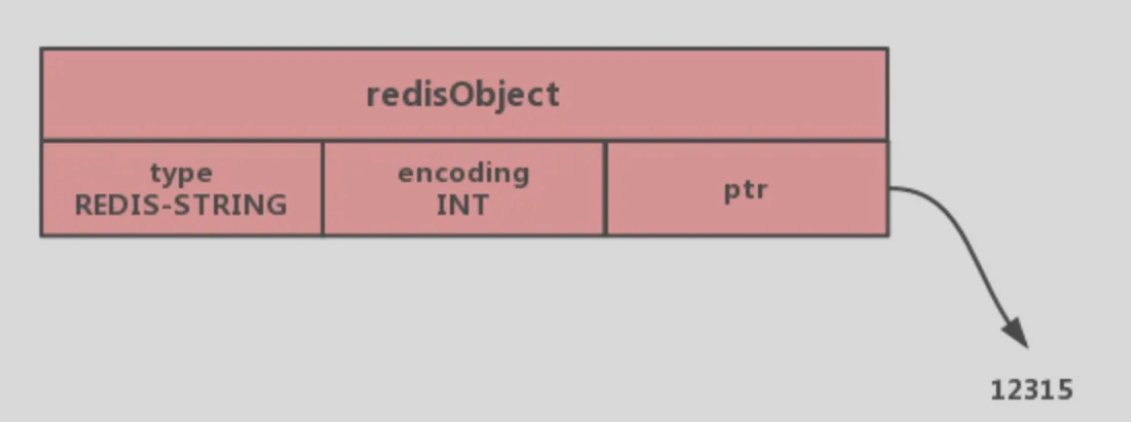 redisObject
type
REDIS-STRING
encoding
INT
ptr
12315